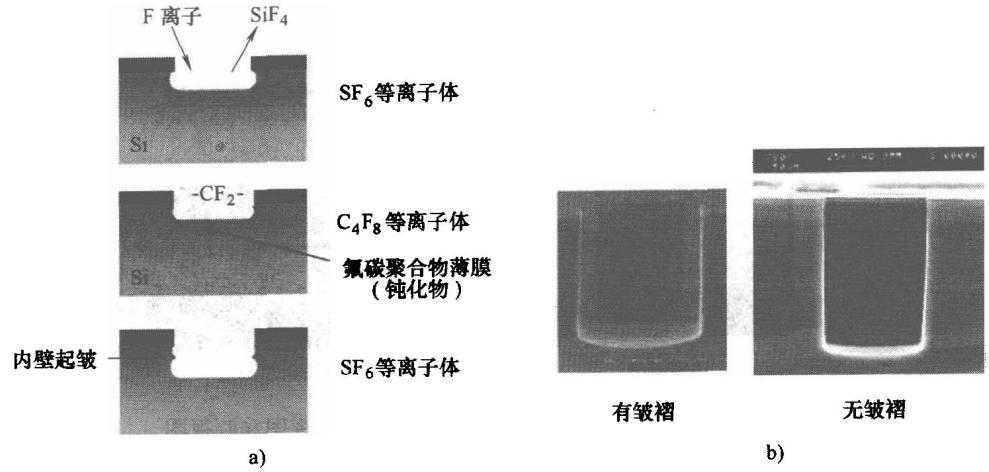 F 离子
SiF4
SF6等离子体
Si
-CF2-
C4F8等离子体
氟碳聚合物薄膜
(钝化物)
Si
内壁起皱
SF6等离子体
a)
有皱褶
无皱褶
b)